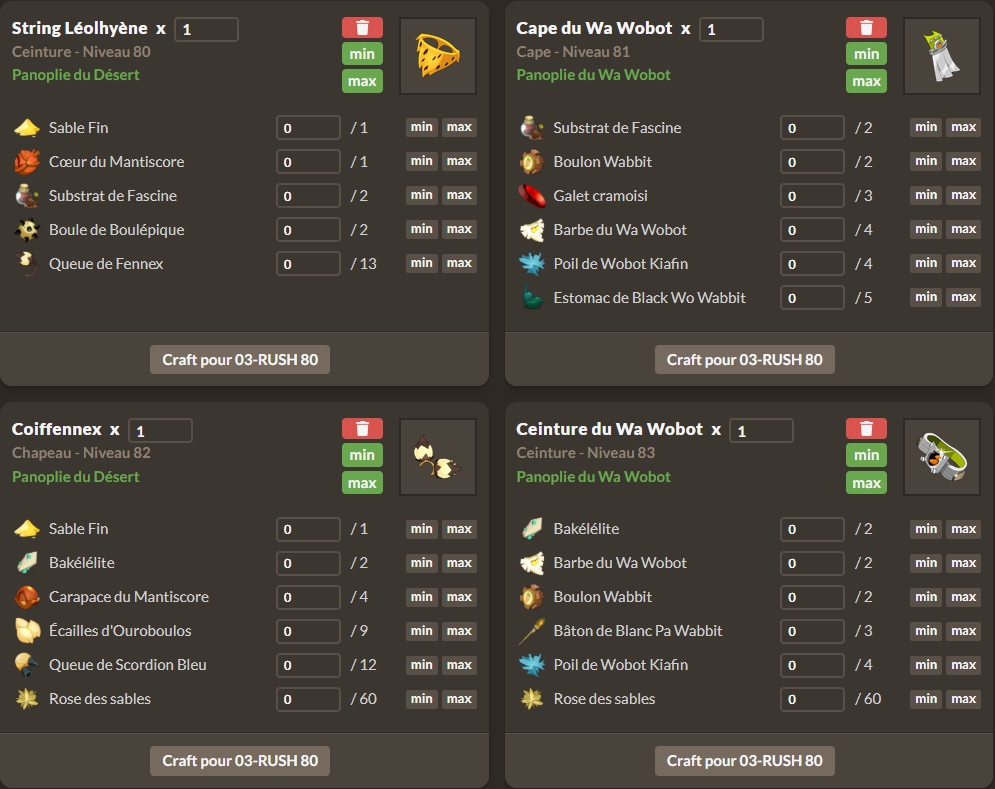 String Léolhyène x 1
Ceinture - Niveau 80
Panoplie du Désert
min
max
Sable Fin 0 / 1 min max
Cœur du Mantiscore 0 / 1 min max
Substrat de Fascine 0 / 2 min max
Boule de Boulépique 0 / 2 min max
Queue de Fennex 0 / 13 min max
Craft pour 03-RUSH 80
Cape du Wa Wobot x 1
Cape - Niveau 81
Panoplie du Wa Wobot
min
max
Substrat de Fascine 0 / 2 min max
Boulon Wabbit 0 / 2 min max
Galet cramoisi 0 / 3 min max
Barbe du Wa Wobot 0 / 4 min max
Poil de Wobot Kiafin 0 / 4 min max
Estomac de Black Wo Wabbit 0 / 5 min max
Craft pour 03-RUSH 80
Coiffennex x 1
Chapeau - Niveau 82
Panoplie du Désert
min
max
Sable Fin 0 / 1 min max
Bakélélite 0 / 2 min max
Carapace du Mantiscore 0 / 4 min max
Écailles d'Ouroboulos 0 / 9 min max
Queue de Scordion Bleu 0 / 12 min max
Rose des sables 0 / 60 min max
Craft pour 03-RUSH 80
Ceinture du Wa Wobot x 1
Ceinture - Niveau 83
Panoplie du Wa Wobot
min
max
Bakélélite 0 / 2 min max
Barbe du Wa Wobot 0 / 2 min max
Boulon Wabbit 0 / 2 min max
Bâton de Blanc Pa Wabbit 0 / 3 min max
Poil de Wobot Kiafin 0 / 4 min max
Rose des sables 0 / 60 min max
Craft pour 03-RUSH 80